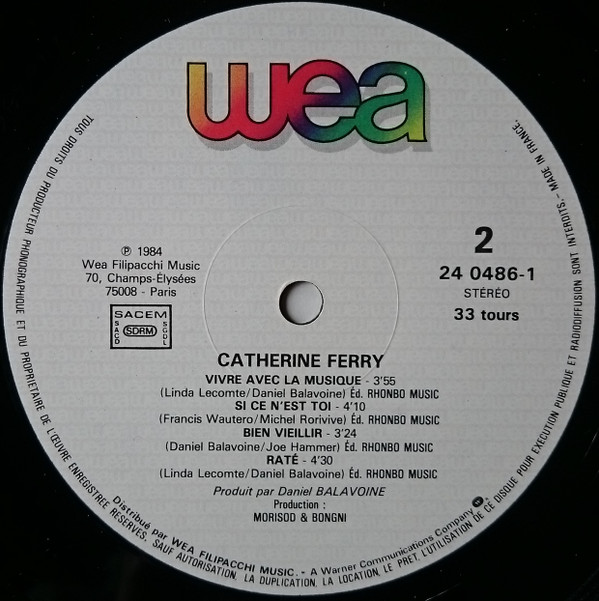 wea
℗ 1984
Wea Filipacchi Music
70, Champs-Élysées
75008 - Paris
SACEM
SACD
SDRM
SGDL
2
24 0486-1
STÉRÉO
33 tours
CATHERINE FERRY
VIVRE AVEC LA MUSIQUE - 3'55
(Linda Lecomte/Daniel Balavoine) Éd. RHONBO MUSIC
SI CE N'EST TOI - 4'10
(Francis Wautero/Michel Rorivive) Éd. RHONBO MUSIC
BIEN VIEILLIR - 3'24
(Daniel Balavoine/Joe Hammer) Éd. RHONBO MUSIC
RATÉ - 4'30
(Linda Lecomte/Daniel Balavoine) Éd. RHONBO MUSIC
Produit par Daniel BALAVOINE
Production :
MORISOD & BONGNI
Distribué par WEA FILIPACCHI MUSIC. - A Warner Communications Company
TOUS DROITS DU PRODUCTEUR PHONOGRAPHIQUE ET DU PROPRIETAIRE DE L'ŒUVRE ENREGISTREE RESERVES. SAUF AUTORISATION, LA DUPLICATION, LA LOCATION, LE PRET, L'UTILISATION DE CE DISQUE POUR EXECUTION PUBLIQUE ET RADIODIFFUSION SONT INTERDITS. - MADE IN FRANCE.